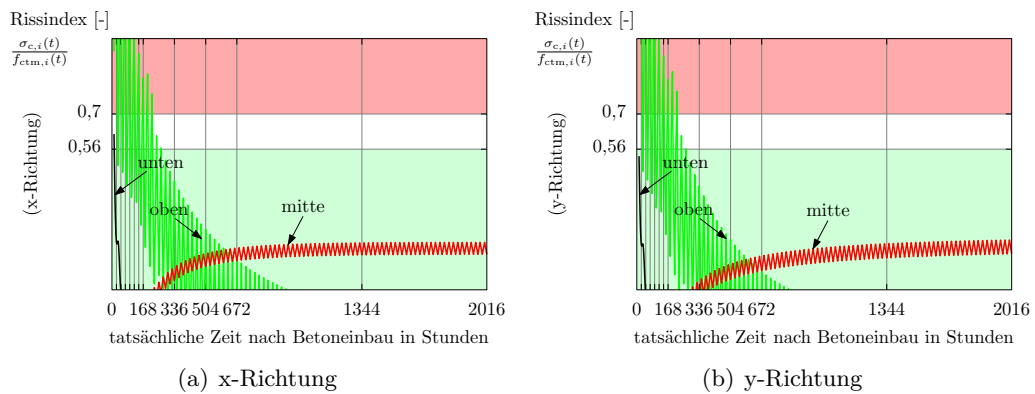 Rissindex [-]
σc,i(t)
fctm,i(t)
0,7
0,56
(x-Richtung)
unten
oben
mitte
0 168 336 504 672 1344 2016
tatsächliche Zeit nach Betoneinbau in Stunden
(a) x-Richtung
Rissindex [-]
σc,i(t)
fctm,i(t)
0,7
0,56
(y-Richtung)
unten
oben
mitte
0 168 336 504 672 1344 2016
tatsächliche Zeit nach Betoneinbau in Stunden
(b) y-Richtung